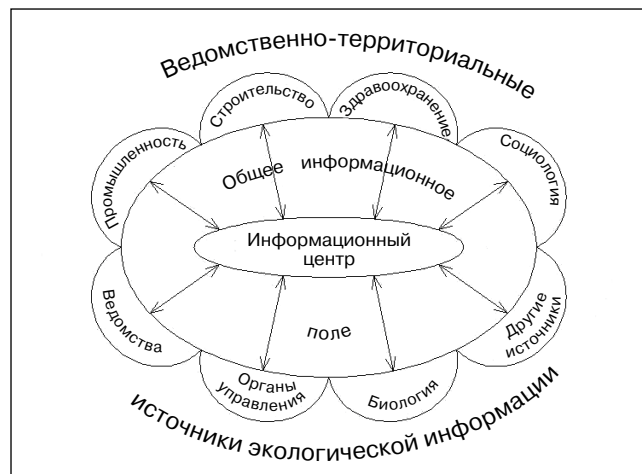 Ведомственно-территориальные
Строительство
Здравоохранение
Промышленность
Социология
Общее информационное
Информационный
центр
поле
Ведомства
Другие
источники
Органы
управления
Биология
источники экологической информации